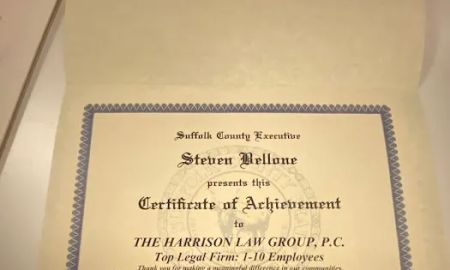 Suffolk County Executive
Steven Bellone
presents this
Certificate of Achievement
to
THE HARRISON LAW GROUP, P.C.
Top Legal Firm: 1-10 Employees
Thank you for making a meaningful difference in our communities.